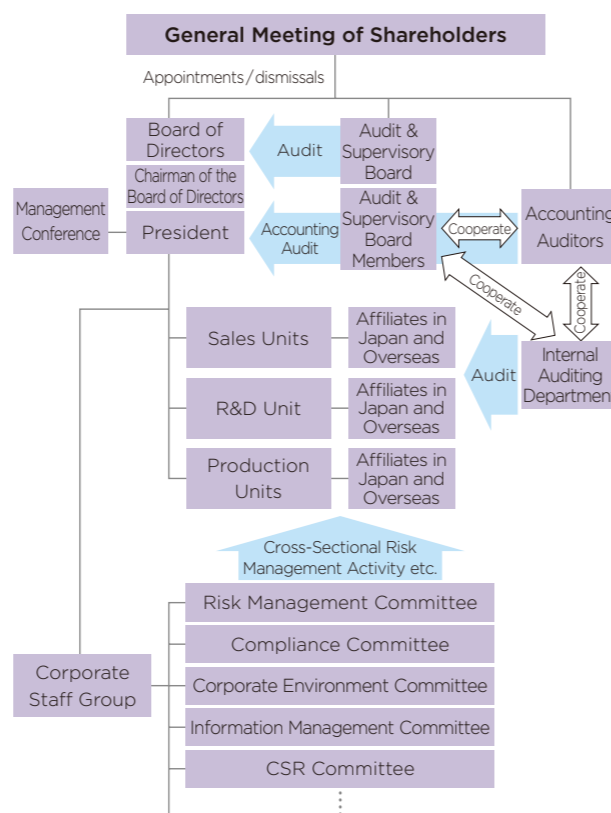 General Meeting of Shareholders
Appointments/dismissals
Board of
Directors
Audit
Audit &
Supervisory
Board
Chairman of the
Board of Directors
Management
Conference
President
Accounting
Audit
Audit &
Supervisory
Board
Members
Cooperate
Accounting
Auditors
Cooperate
Cooperate
Sales Units
Affiliates in
Japan and
Overseas
Audit
Internal
Auditing
Department
R&D Unit
Affiliates in
Japan and
Overseas
Production
Units
Affiliates in
Japan and
Overseas
Cross-Sectional Risk
Management Activity etc.
Risk Management Committee
Compliance Committee
Corporate
Staff Group
Corporate Environment Committee
Information Management Committee
CSR Committee